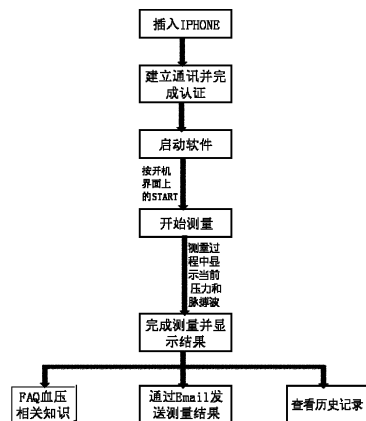 插入IPHONE
建立通讯并完
成认证
启动软件
按开机
界面上
的START
开始测量
测量过
程中显
示当前
压力和
脉搏波
完成测量并显
示结果
FAQ血压
相关知识
通过Email发
送测量结果
查看历史记录